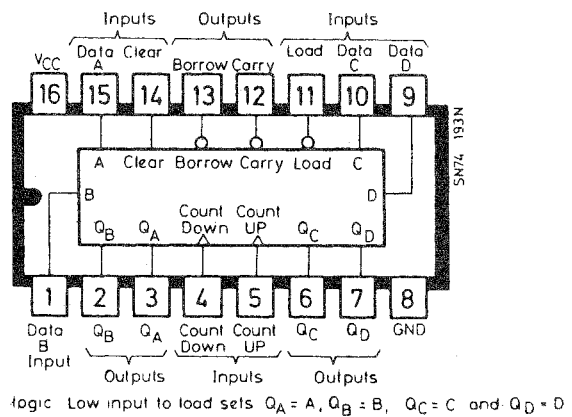 Inputs Outputs Inputs
VCC Data A Clear Borrow Carry Load Data C Data D
16 15 14 13 12 11 10 9
A Clear Borrow Carry Load C
B D
QB QA Count Down Count UP QC QD
SN74 193N
1 2 3 4 5 6 7 8
Data B Input QB QA Count Down Count UP QC QD GND
Outputs Inputs Outputs
logic Low input to load sets QA = A, QB = B, QC = C and QD = D